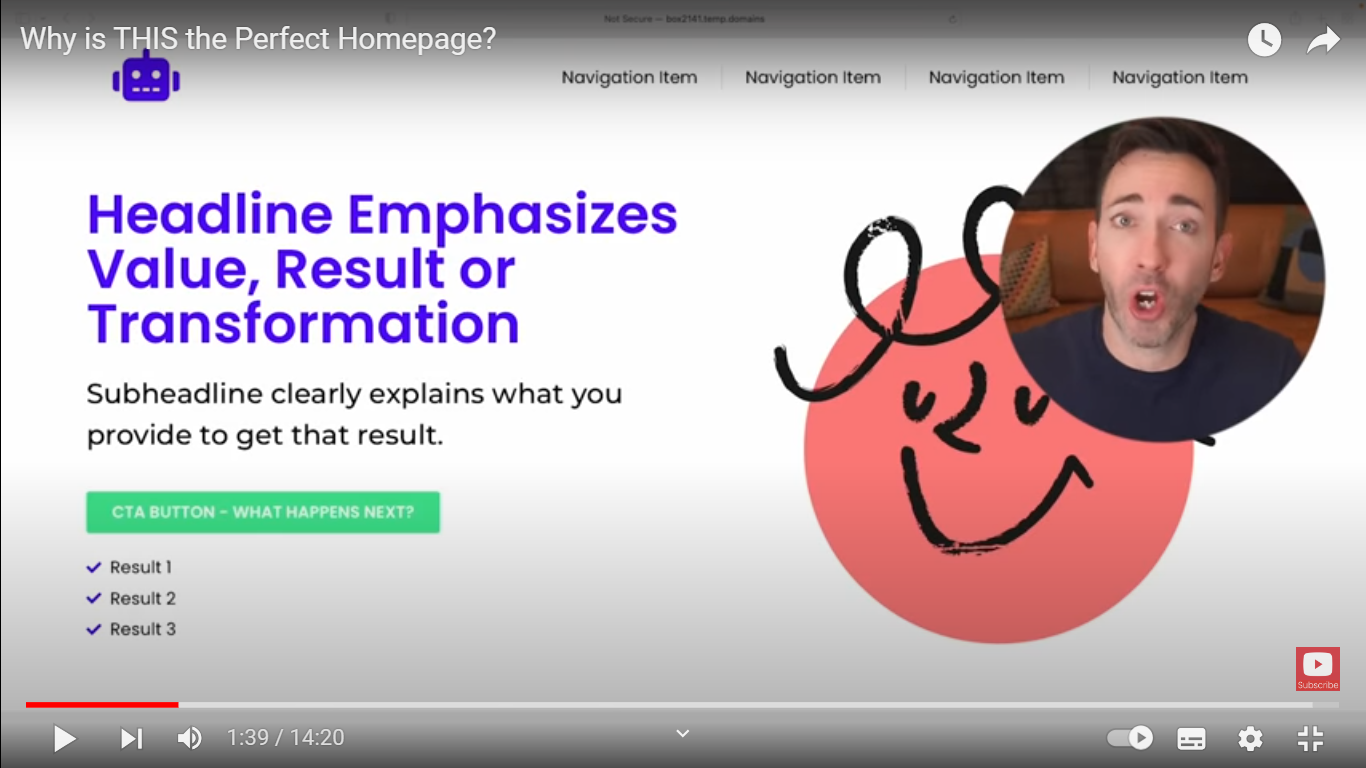 Not Secure — box2141.temp.domains
Why is THIS the Perfect Homepage?
Navigation Item Navigation Item Navigation Item Navigation Item
Headline Emphasizes
Value, Result or
Transformation
Subheadline clearly explains what you
provide to get that result.
CTA BUTTON - WHAT HAPPENS NEXT?
Result 1
Result 2
Result 3
Subscribe
1:39 / 14:20